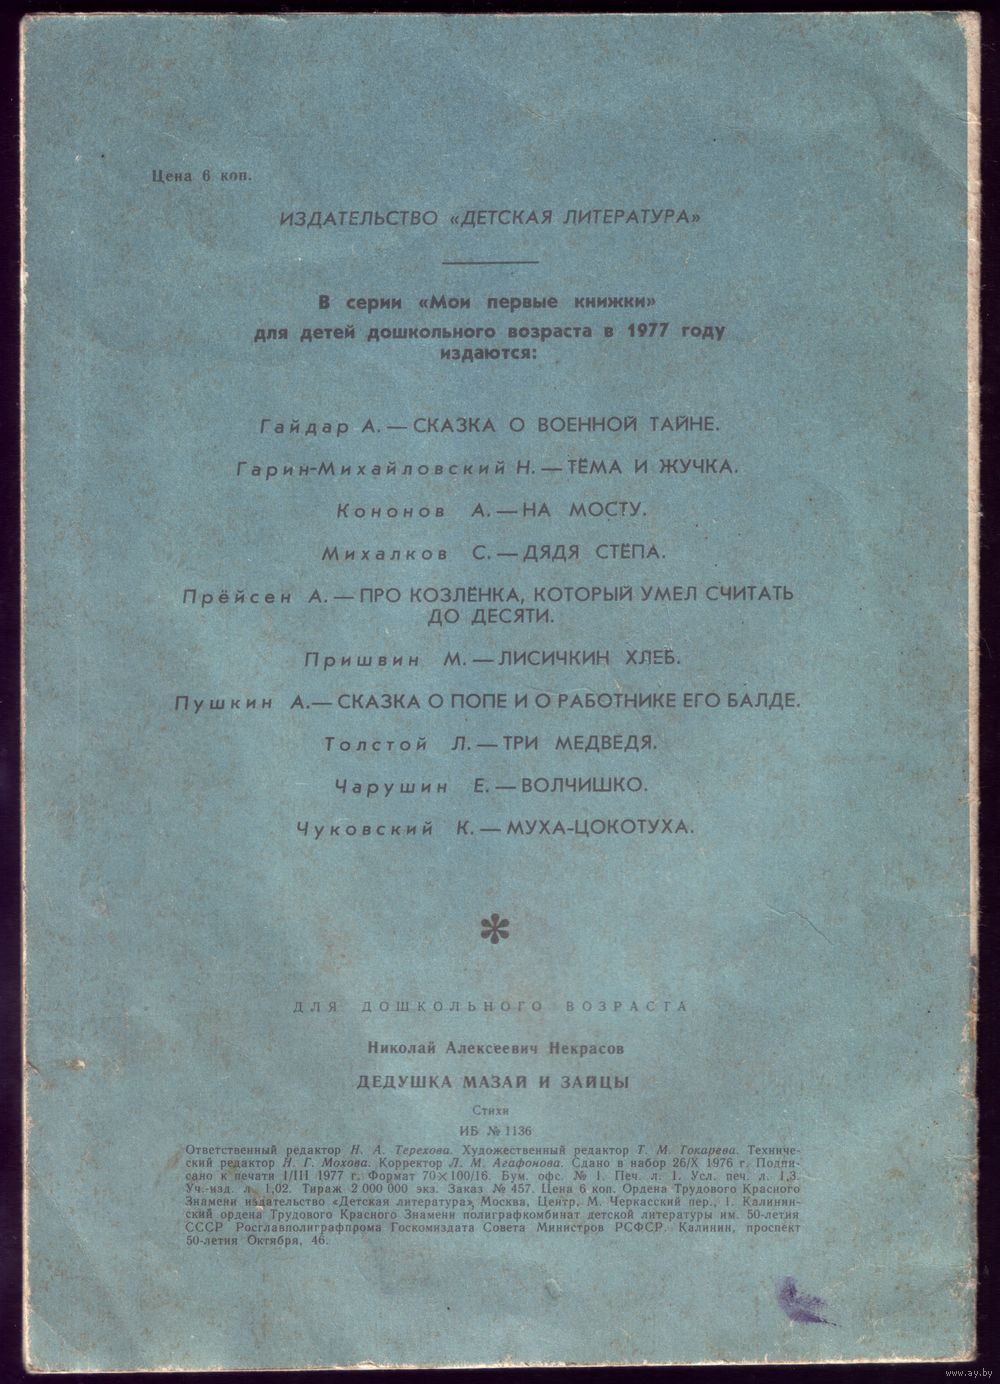 Цена 6 коп.
ИЗДАТЕЛЬСТВО «ДЕТСКАЯ ЛИТЕРАТУРА»
В серии «Мои первые книжки»
для детей дошкольного возраста в 1977 году
издаются:
Гайдар А. — СКАЗКА О ВОЕННОЙ ТАЙНЕ.
Гарин-Михайловский Н. — ТЁМА И ЖУЧКА.
Кононов А. — НА МОСТУ.
Михалков С. — ДЯДЯ СТЁПА.
Прёйсен А. — ПРО КОЗЛЁНКА, КОТОРЫЙ УМЕЛ СЧИТАТЬ
ДО ДЕСЯТИ.
Пришвин М. — ЛИСИЧКИН ХЛЕБ.
Пушкин А. — СКАЗКА О ПОПЕ И О РАБОТНИКЕ ЕГО БАЛДЕ.
Толстой Л. — ТРИ МЕДВЕДЯ.
Чарушин Е. — ВОЛЧИШКО.
Чуковский К. — МУХА-ЦОКОТУХА.
*
ДЛЯ ДОШКОЛЬНОГО ВОЗРАСТА
Николай Алексеевич Некрасов
ДЕДУШКА МАЗАЙ И ЗАЙЦЫ
Стихи
ИБ № 1136
Ответственный редактор Н. А. Терехова. Художественный редактор Т. М. Токарева. Техниче-
ский редактор Н. Г. Мохова. Корректор Л. М. Агафонова. Сдано в набор 26/X 1976 г. Подпи-
сано к печати 1/III 1977 г. Формат 70×100/16. Бум. офс. № 1. Печ. л. 1. Усл. печ. л. 1,3.
Уч.-изд. л. 1,02. Тираж 2 000 000 экз. Заказ № 457. Цена 6 коп. Ордена Трудового Красного
Знамени издательство «Детская литература», Москва, Центр, М. Черкасский пер., 1. Калинин-
ский ордена Трудового Красного Знамени полиграфкомбинат детской литературы им. 50-летия
СССР Росглавполиграфпрома Госкомиздата Совета Министров РСФСР. Калинин, проспект
50-летия Октября, 46.
www.ay.by